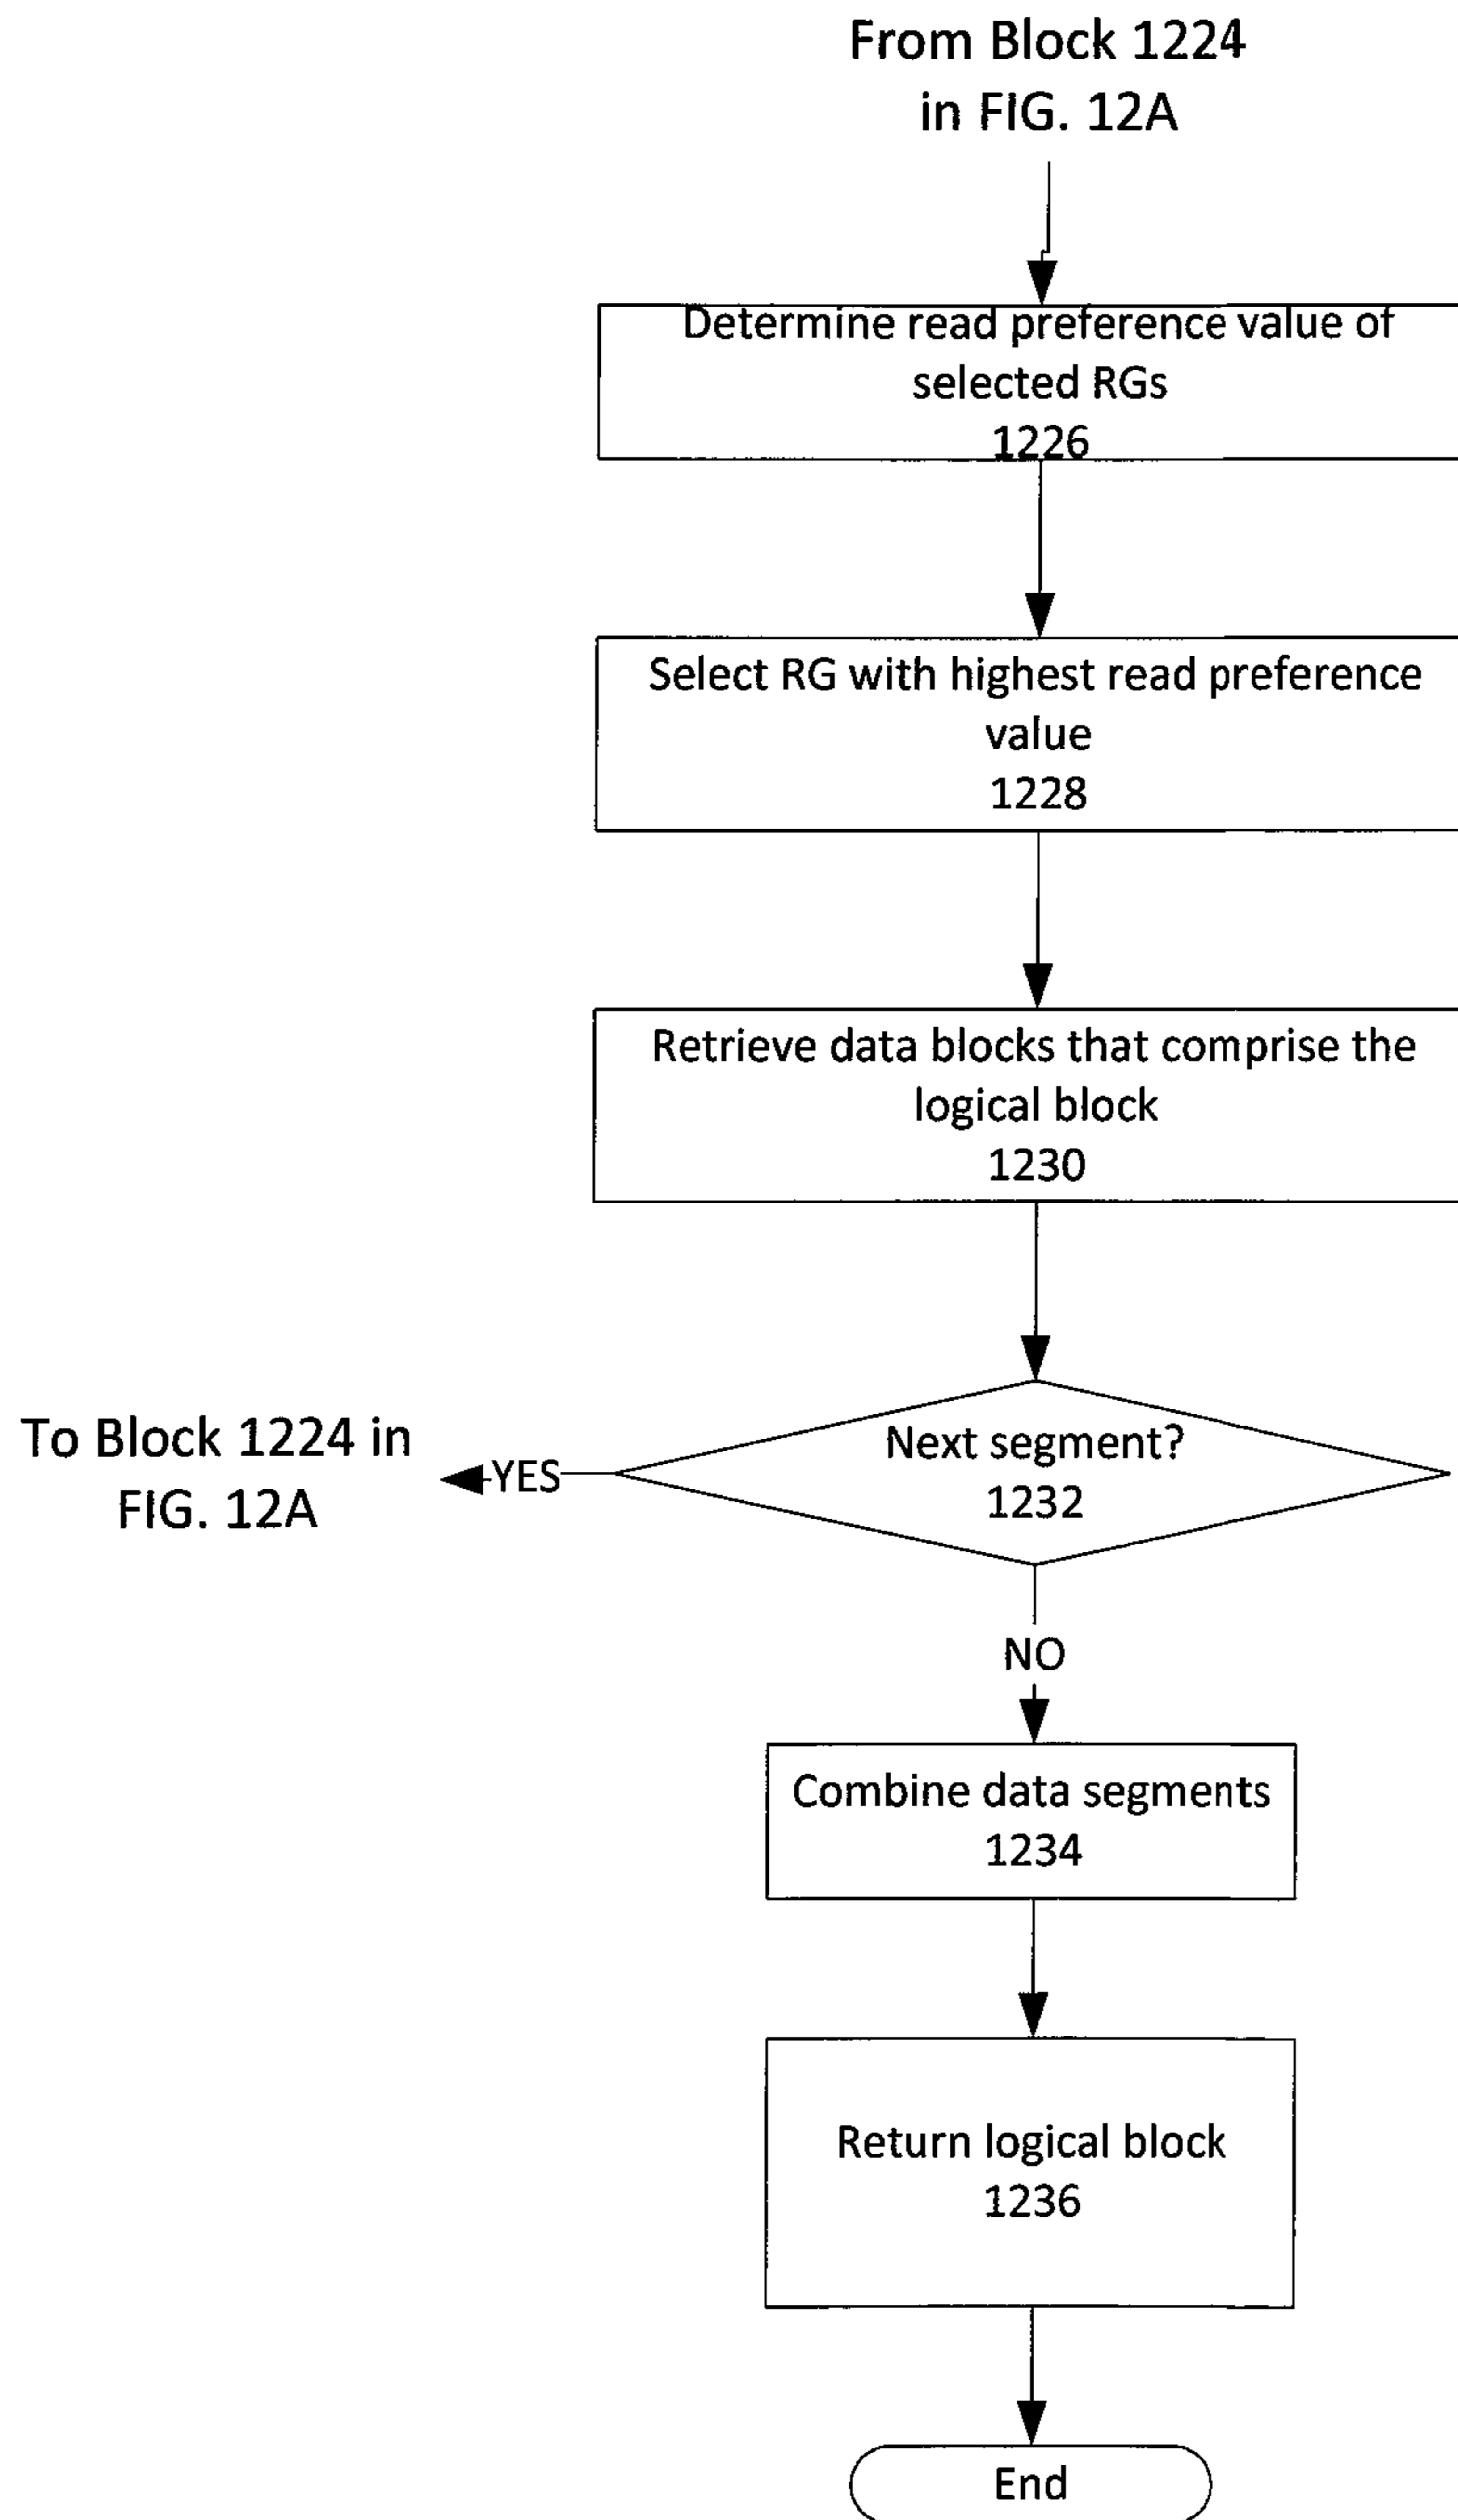 From Block 1224
in FIG. 12A
Determine read preference value of
selected RGs
1226
Select RG with highest read preference
value
1228
Retrieve data blocks that comprise the
logical block
1230
Next segment?
1232
YES
To Block 1224 in
FIG. 12A
NO
Combine data segments
1234
Return logical block
1236
End